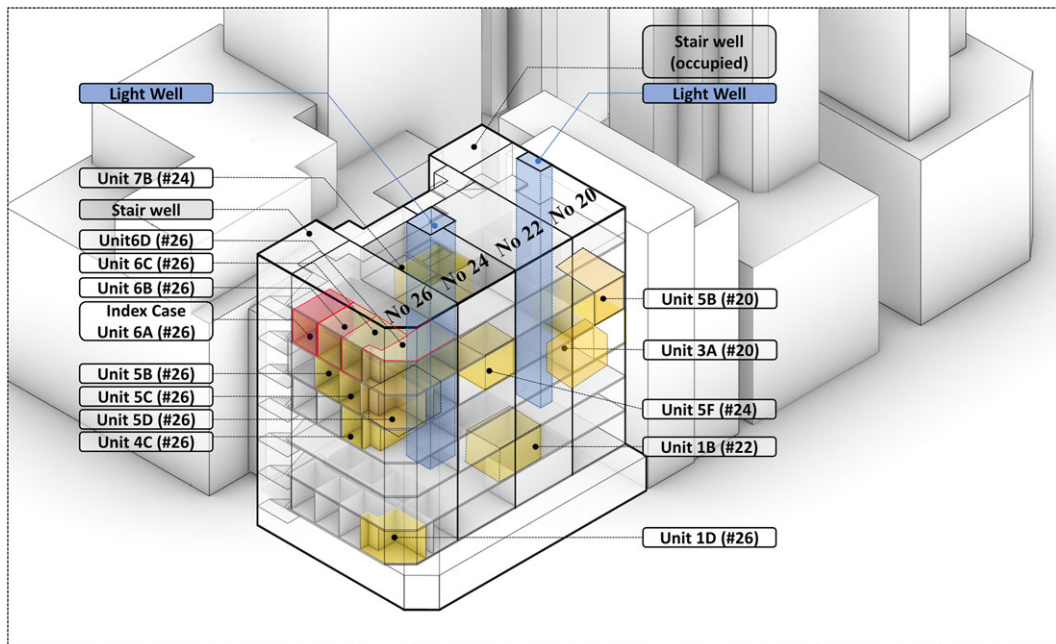 Stair well
(occupied)
Light Well
Light Well
Unit 7B (#24)
Stair well
Unit6D (#26)
Unit 6C (#26)
Unit 6B (#26)
Index Case
Unit 6A (#26)
Unit 5B (#26)
Unit 5C (#26)
Unit 5D (#26)
Unit 4C (#26)
No 20
No 22
No 24
No 26
Unit 5B (#20)
Unit 3A (#20)
Unit 5F (#24)
Unit 1B (#22)
Unit 1D (#26)